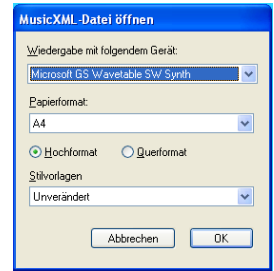 MusicXML-Datei öffnen
Wiedergabe mit folgendem Gerät:
Microsoft GS Wavetable SW Synth
Papierformat:
A4
Hochformat Querformat
Stilvorlagen
Unverändert
Abbrechen OK